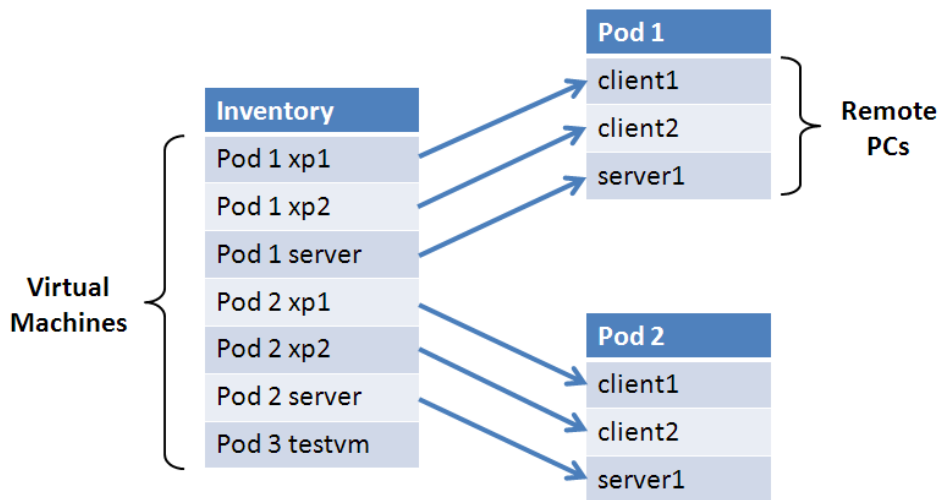 Virtual
Machines
Inventory
Pod 1 xp1
Pod 1 xp2
Pod 1 server
Pod 2 xp1
Pod 2 xp2
Pod 2 server
Pod 3 testvm
Pod 1
client1
client2
server1
Remote
PCs
Pod 2
client1
client2
server1